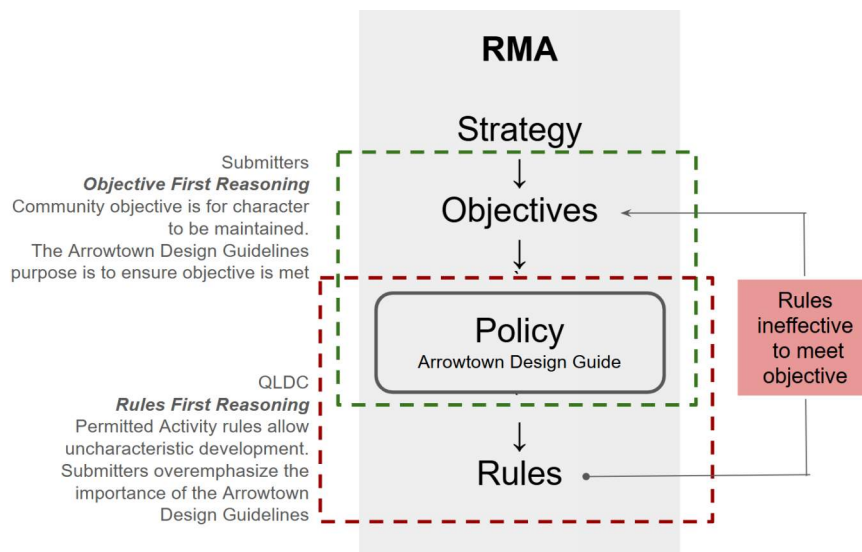 RMA
Strategy
Submitters
Objective First Reasoning
Community objective is for character
to be maintained.
The Arrowtown Design Guidelines
purpose is to ensure objective is met
Objectives
Policy
Arrowtown Design Guide
Rules
ineffective
to meet
objective
QLDC
Rules First Reasoning
Permitted Activity rules allow
uncharacteristic development.
Submitters overemphasize the
importance of the Arrowtown
Design Guidelines
Rules